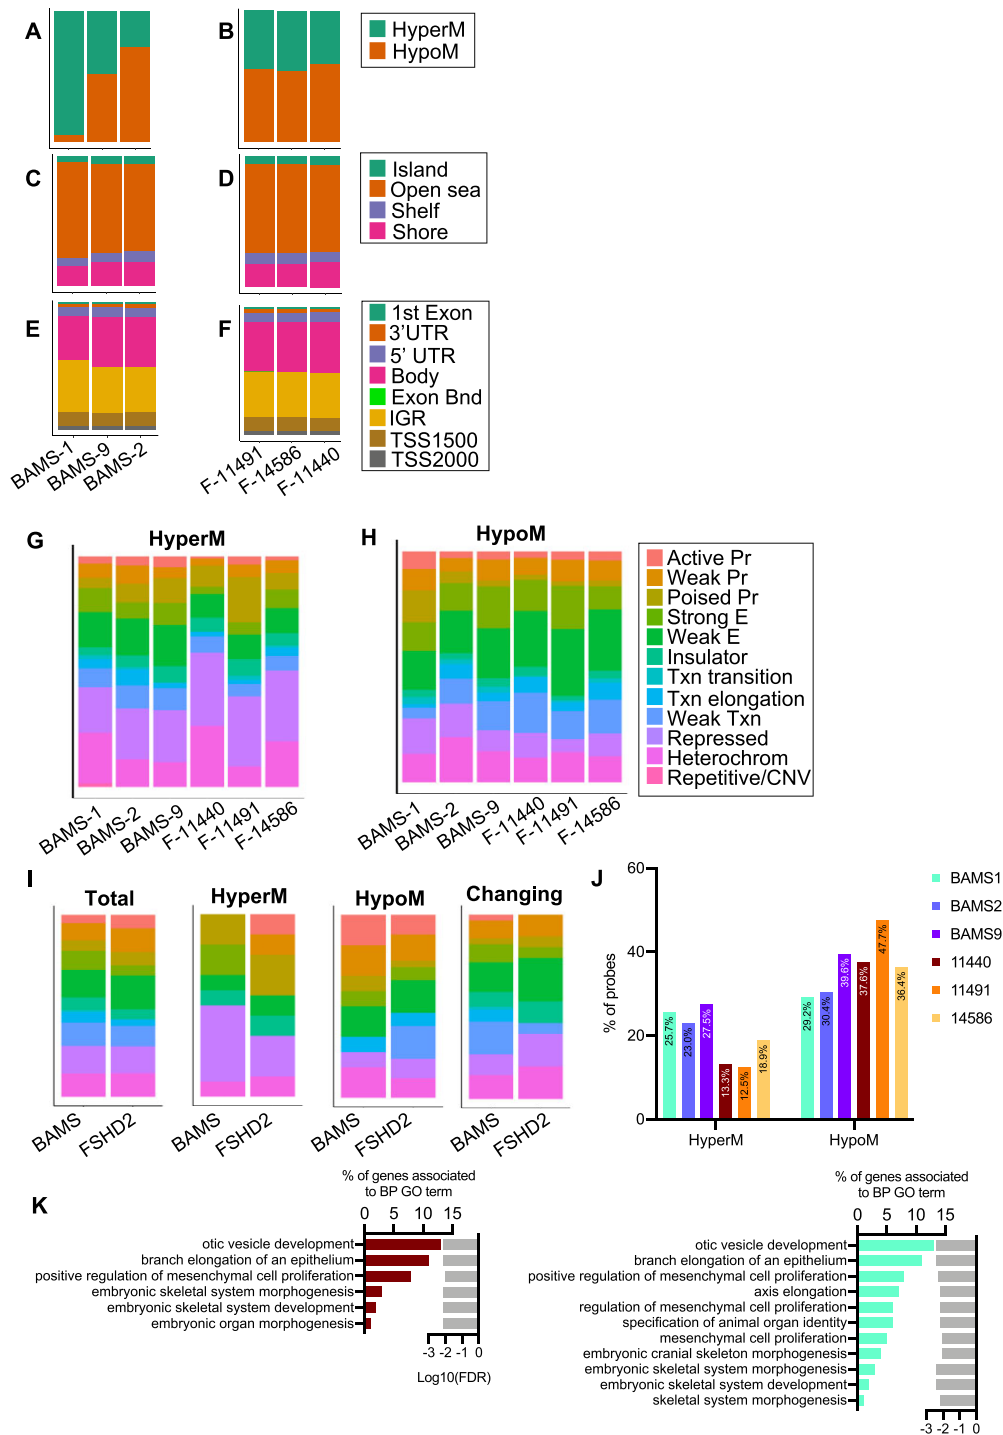 A
B
HyperM
HypoM
C
D
Island
Open sea
Shelf
Shore
E
F
1st Exon
3'UTR
5' UTR
Body
Exon Bnd
IGR
TSS1500
TSS2000
BAMS-1
BAMS-9
BAMS-2
F-11491
F-14586
F-11440
G
HyperM
H
HypoM
Active Pr
Weak Pr
Poised Pr
Strong E
Weak E
Insulator
Txn transition
Txn elongation
Weak Txn
Repressed
Heterochrom
Repetitive/CNV
BAMS-1
BAMS-2
BAMS-9
F-11440
F-11491
F-14586
BAMS-1
BAMS-2
BAMS-9
F-11440
F-11491
F-14586
I
Total
HyperM
HypoM
Changing
BAMS
FSHD2
BAMS
FSHD2
BAMS
FSHD2
BAMS
FSHD2
J
% of probes
60
40
20
0
25.7%
23.0%
27.5%
13.3%
12.5%
18.9%
29.2%
30.4%
39.6%
37.6%
47.7%
36.4%
HyperM
HypoM
BAMS1
BAMS2
BAMS9
11440
11491
14586
K
% of genes associated
to BP GO term
0 5 10 15
otic vesicle development
branch elongation of an epithelium
positive regulation of mesenchymal cell proliferation
embryonic skeletal system morphogenesis
embryonic skeletal system development
embryonic organ morphogenesis
-3 -2 -1 0
Log10(FDR)
% of genes associated
to BP GO term
0 5 10 15
otic vesicle development
branch elongation of an epithelium
positive regulation of mesenchymal cell proliferation
axis elongation
regulation of mesenchymal cell proliferation
specification of animal organ identity
mesenchymal cell proliferation
embryonic cranial skeleton morphogenesis
embryonic skeletal system morphogenesis
embryonic skeletal system development
skeletal system morphogenesis
-3 -2 -1 0